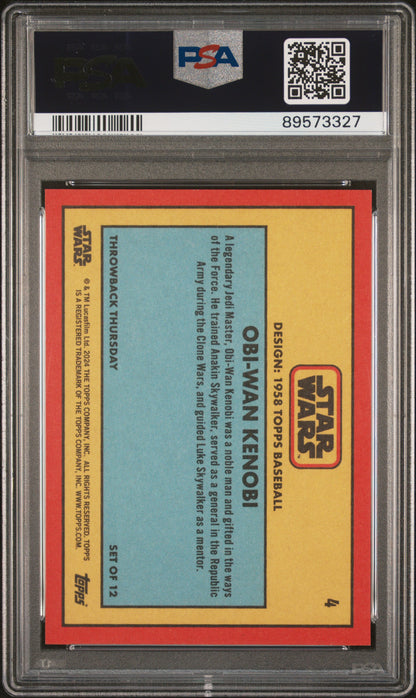 PSA
PSA
89573327
STAR
WARS
4
DESIGN: 1958 TOPPS BASEBALL
OBI-WAN KENOBI
A legendary Jedi Master, Obi-Wan Kenobi was a noble man and gifted in the ways
of the Force. He trained Anakin Skywalker, served as a general in the Republic
Army during the Clone Wars, and guided Luke Skywalker as a mentor.
THROWBACK THURSDAY
SET OF 12
STAR
WARS
® & TM Lucasfilm Ltd. 2024 THE TOPPS COMPANY, INC. ALL RIGHTS RESERVED. TOPPS
IS A REGISTERED TRADEMARK OF THE TOPPS COMPANY, INC. WWW.TOPPS.COM.
Topps
PSA